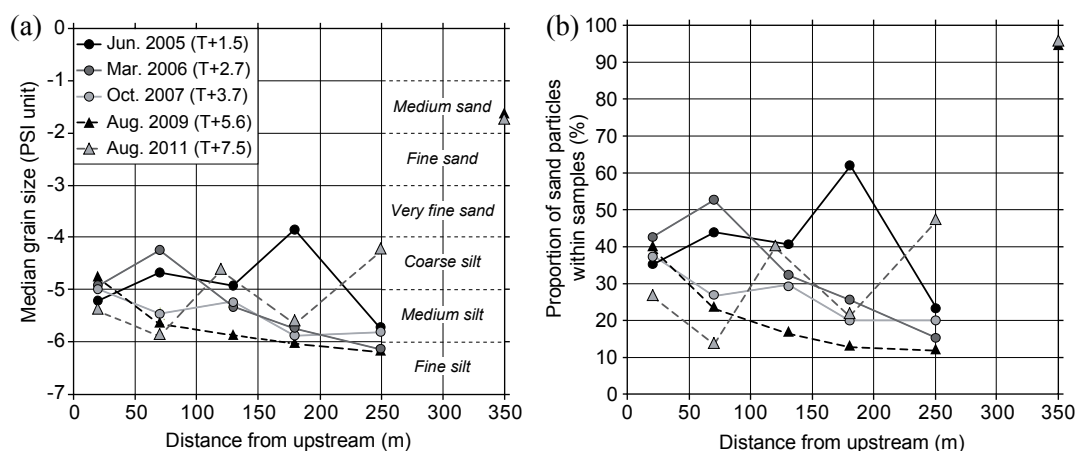 (a)
Median grain size (PSI unit)
0
-1
-2
-3
-4
-5
-6
-7
Jun. 2005 (T+1.5)
Mar. 2006 (T+2.7)
Oct. 2007 (T+3.7)
Aug. 2009 (T+5.6)
Aug. 2011 (T+7.5)
Medium sand
Fine sand
Very fine sand
Coarse silt
Medium silt
Fine silt
0 50 100 150 200 250 300 350
Distance from upstream (m)
(b)
Proportion of sand particles
within samples (%)
100
90
80
70
60
50
40
30
20
10
0
0 50 100 150 200 250 300 350
Distance from upstream (m)